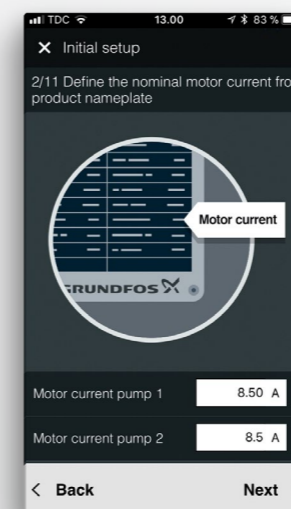 TDC 13.00 83 %
× Initial setup
2/11 Define the nominal motor current fro
product nameplate
Motor current
GRUNDFOS
Motor current pump 1 8.50 A
Motor current pump 2 8.5 A
< Back Next